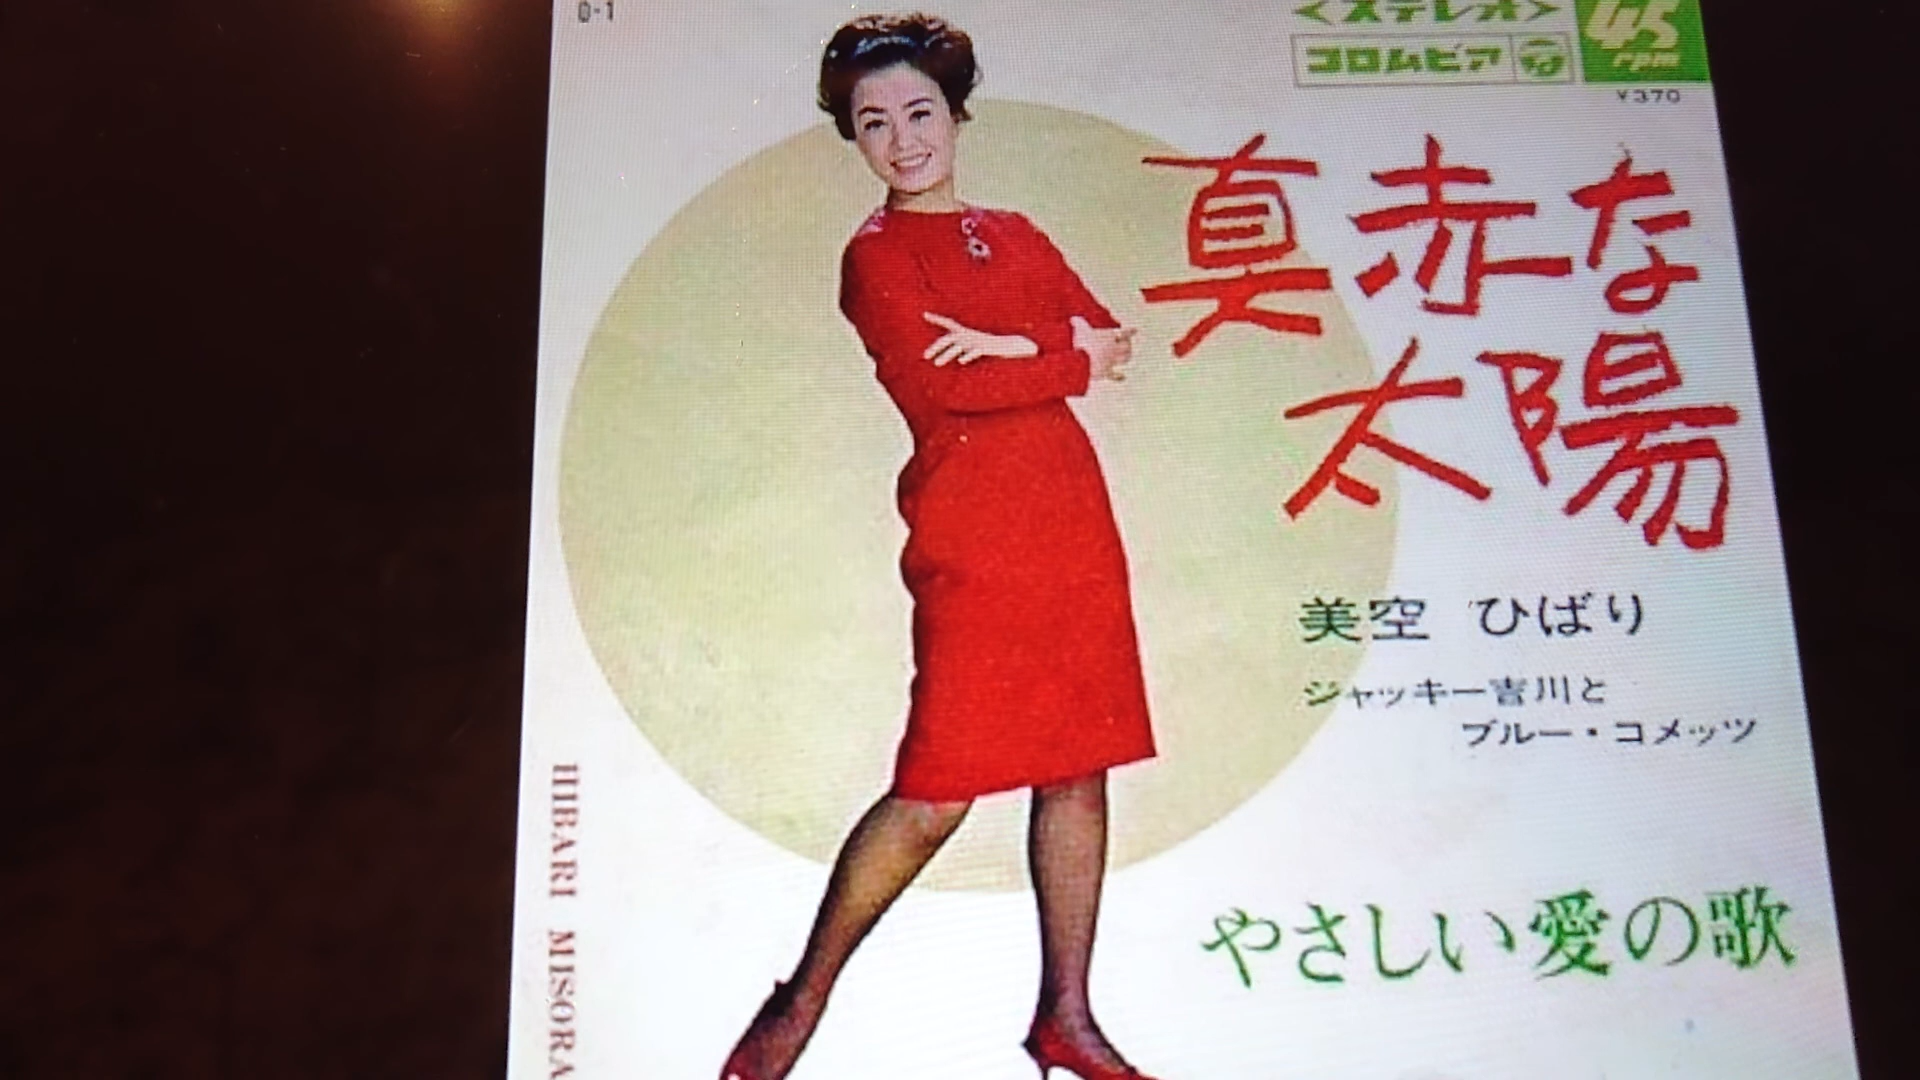 Q-1
<ステレオ>
コロムビア
45
rpm
¥370
真赤な
太陽
美空 ひばり
ジャッキー吉川と
ブルー・コメッツ
やさしい愛の歌
HIBARI MISORA